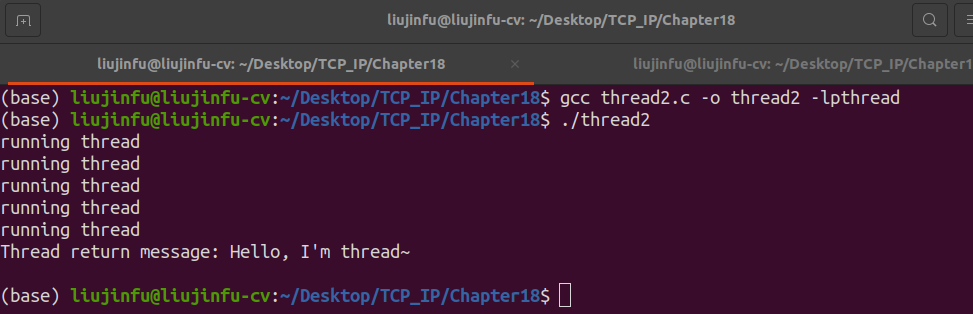 liujinfu@liujinfu-cv: ~/Desktop/TCP_IP/Chapter18
liujinfu@liujinfu-cv: ~/Desktop/TCP_IP/Chapter18 × liujinfu@liujinfu-cv: ~/Desktop/TCP_IP/Chapter1
(base) liujinfu@liujinfu-cv:~/Desktop/TCP_IP/Chapter18$ gcc thread2.c -o thread2 -lpthread
(base) liujinfu@liujinfu-cv:~/Desktop/TCP_IP/Chapter18$ ./thread2
running thread
running thread
running thread
running thread
running thread
Thread return message: Hello, I'm thread~
(base) liujinfu@liujinfu-cv:~/Desktop/TCP_IP/Chapter18$